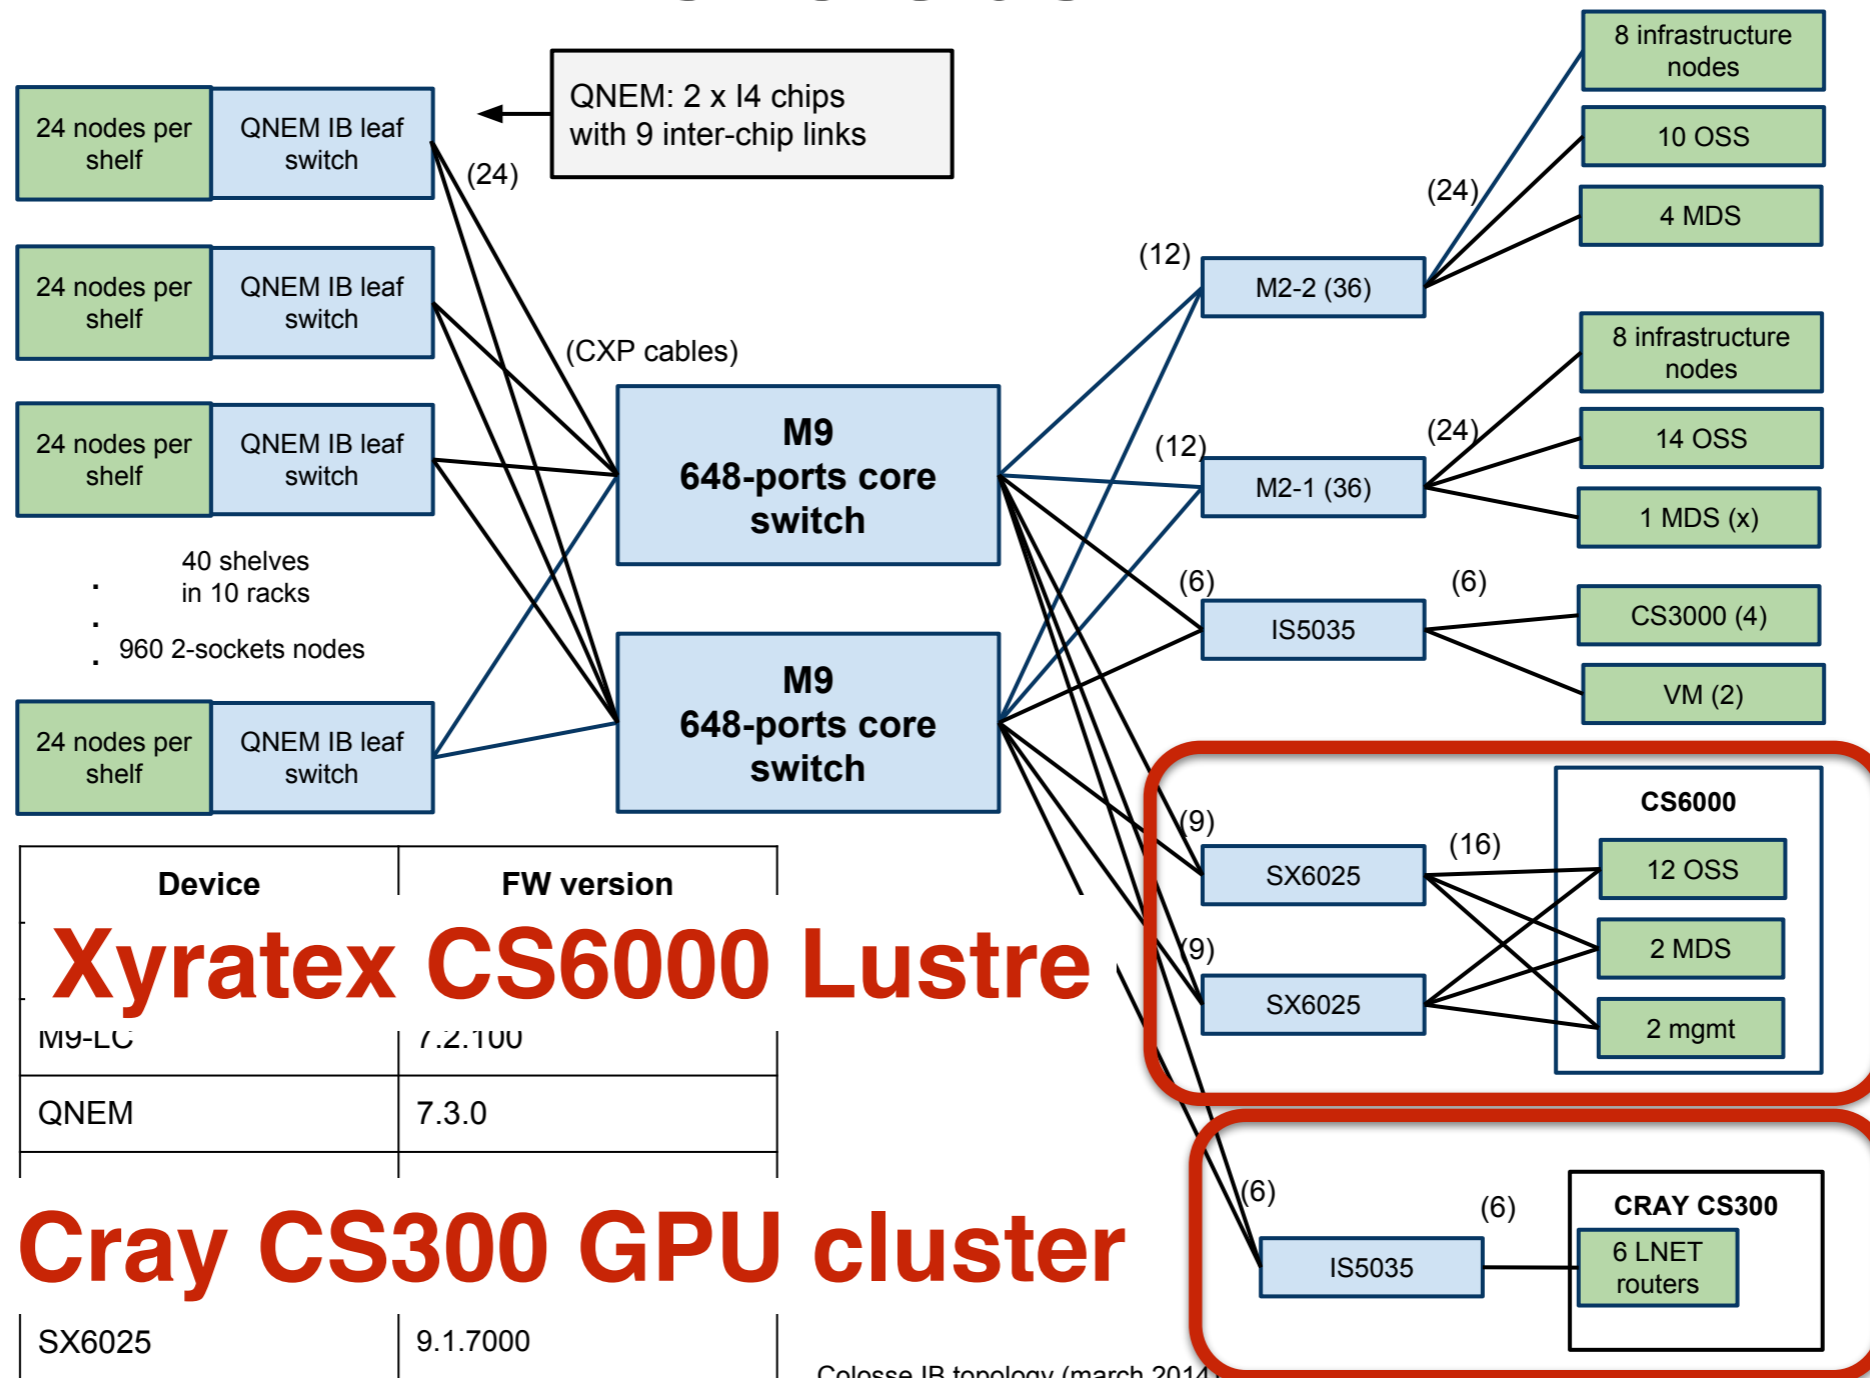 QNEM: 2 x I4 chips
with 9 inter-chip links
24 nodes per
shelf
QNEM IB leaf
switch
(24)
24 nodes per
shelf
QNEM IB leaf
switch
24 nodes per
shelf
QNEM IB leaf
switch
40 shelves
in 10 racks
.
.
.
960 2-sockets nodes
24 nodes per
shelf
QNEM IB leaf
switch
(CXP cables)
M9
648-ports core
switch
M9
648-ports core
switch
(12)
M2-2 (36)
(24)
8 infrastructure
nodes
10 OSS
4 MDS
(12)
M2-1 (36)
(24)
8 infrastructure
nodes
14 OSS
1 MDS (x)
(6)
IS5035
(6)
CS3000 (4)
VM (2)
(9)
SX6025
(16)
CS6000
12 OSS
2 MDS
2 mgmt
(9)
SX6025
(6)
IS5035
(6)
CRAY CS300
6 LNET
routers
Device FW version
Xyratex CS6000 Lustre
M9-LC 7.2.100
QNEM 7.3.0
Cray CS300 GPU cluster
SX6025 9.1.7000
Colosse IB topology (march 2014)